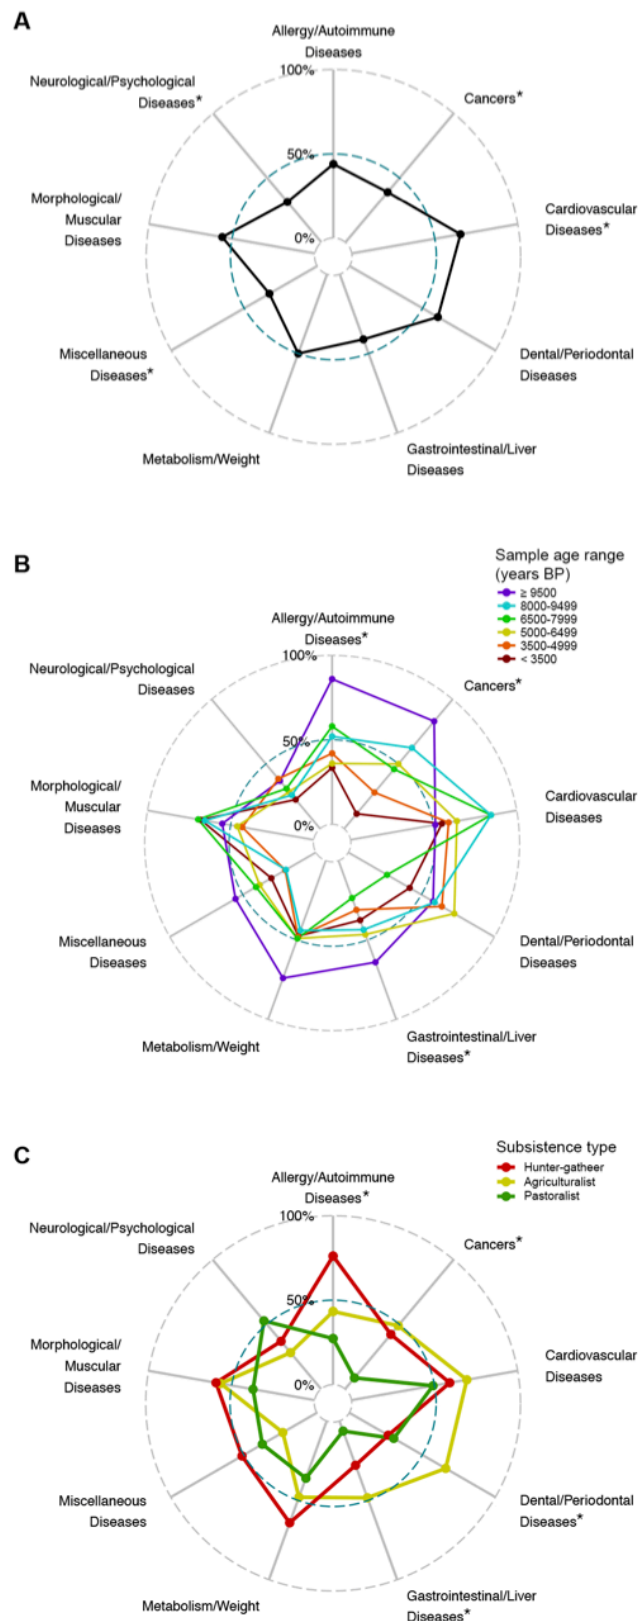 A
Allergy/Autoimmune
Diseases
100%
Neurological/Psychological
Diseases*
Cancers*
50%
Morphological/
Muscular
Diseases
Cardiovascular
Diseases*
0%
Miscellaneous
Diseases*
Dental/Periodontal
Diseases
Metabolism/Weight
Gastrointestinal/Liver
Diseases
B
Sample age range
(years BP)
≥ 9500
8000-9499
6500-7999
5000-6499
3500-4999
< 3500
Allergy/Autoimmune
Diseases*
100%
Neurological/Psychological
Diseases
Cancers*
50%
Morphological/
Muscular
Diseases
Cardiovascular
Diseases
0%
Miscellaneous
Diseases
Dental/Periodontal
Diseases
Metabolism/Weight
Gastrointestinal/Liver
Diseases*
C
Subsistence type
Hunter-gatheer
Agriculturalist
Pastoralist
Allergy/Autoimmune
Diseases*
100%
Neurological/Psychological
Diseases
Cancers*
50%
Morphological/
Muscular
Diseases
Cardiovascular
Diseases
0%
Miscellaneous
Diseases
Dental/Periodontal
Diseases*
Metabolism/Weight
Gastrointestinal/Liver
Diseases*